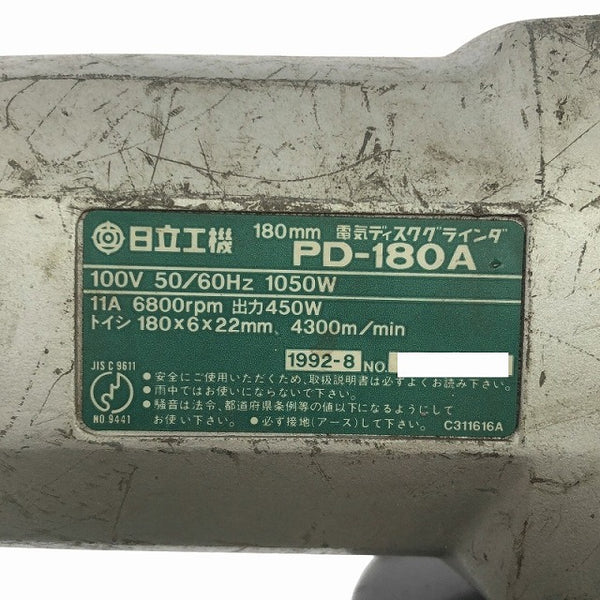 日立工機 180mm 電気ディスクグラインダ
PD-180A
100V 50/60Hz 1050W
11A 6800rpm 出力450W
トイシ 180×6×22mm、4300m/min
1992-8 NO.
JIS C 9611
NO 9441
●安全にご使用いただくため、取扱説明書は必ずよくお読み下さい。
●雨中ではお使いにならないで下さい。
●騒音は法令、都道府県条例等の値以下になるようにして
お使い下さい。 ●必ず接地(アース)して下さい。
C311616A